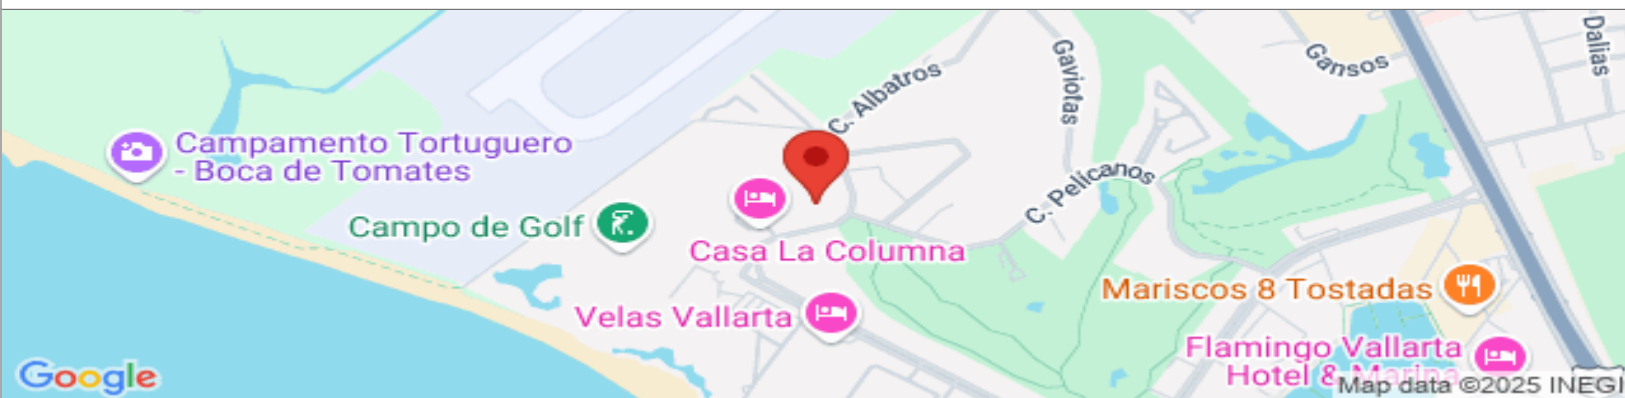 Dalias
Gansos
Gaviotas
C. Albatros
Campamento Tortuguero
- Boca de Tomates
C. Pelicanos
Campo de Golf
Casa La Columna
Mariscos 8 Tostadas
Velas Vallarta
Flamingo Vallarta
Hotel & Marina
Google
Map data ©2025 INEGI